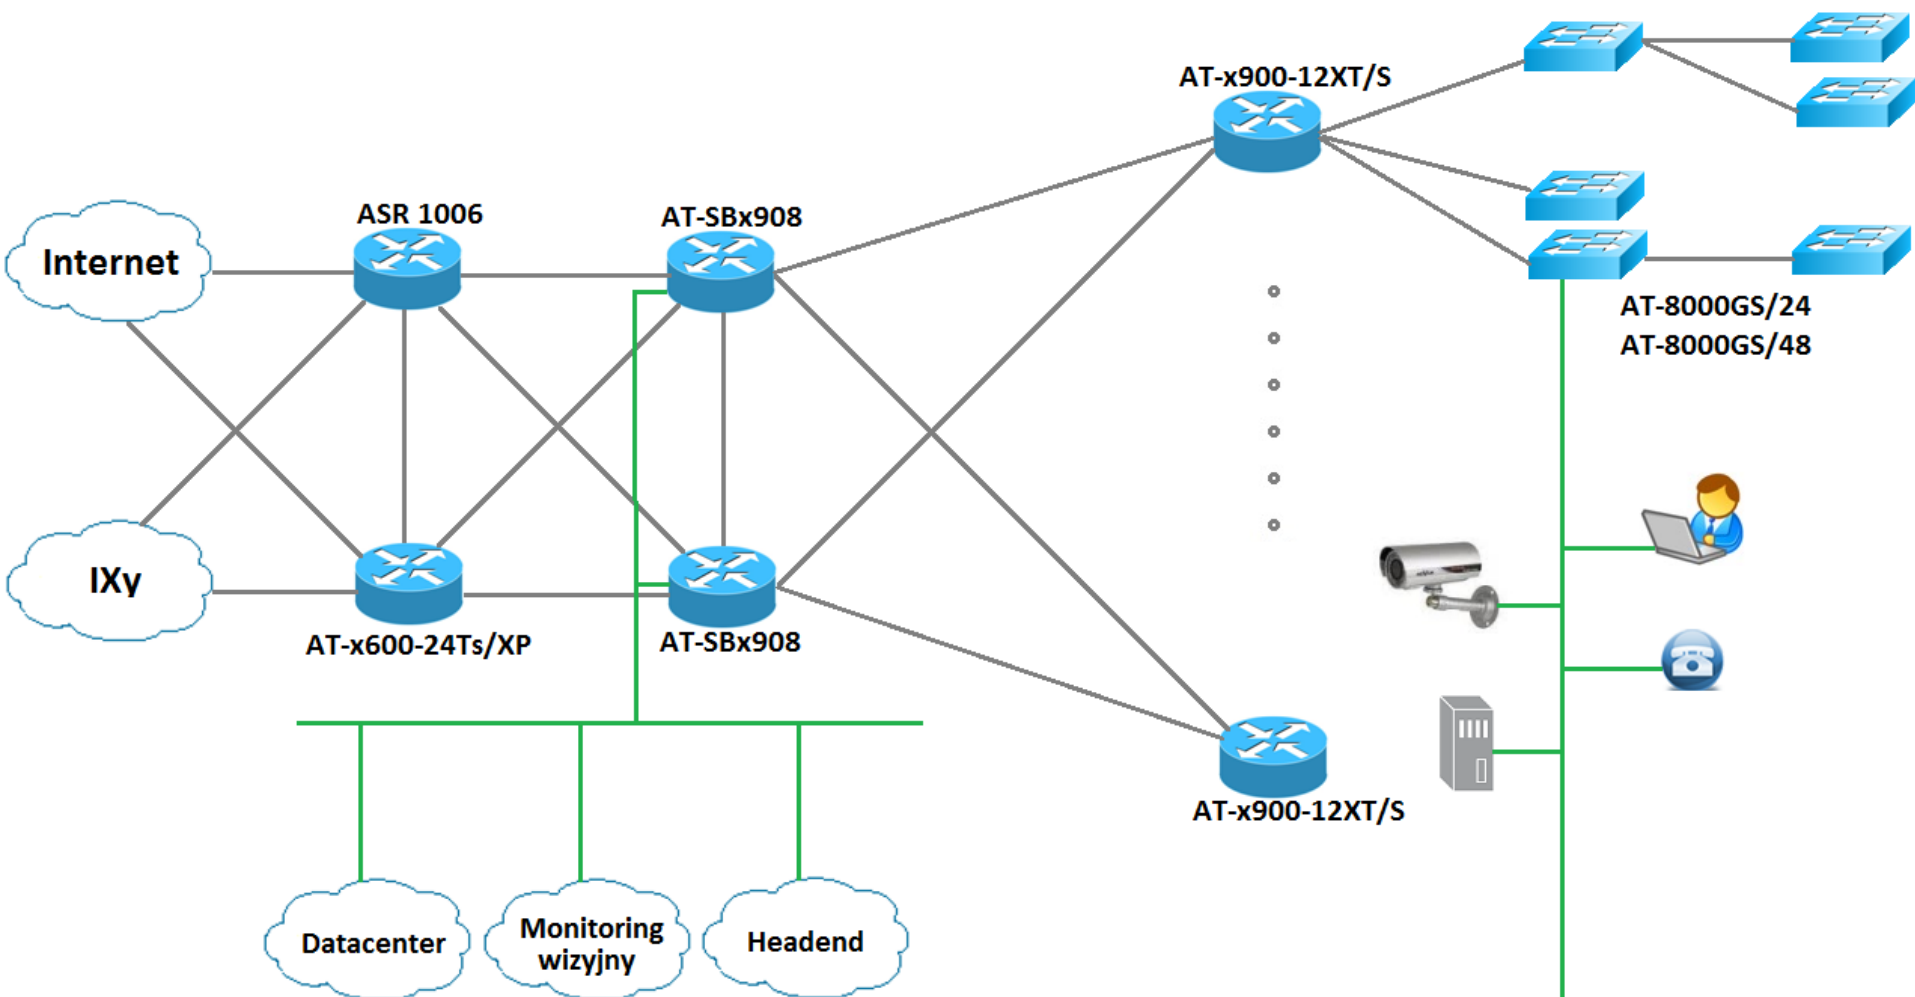 AT-x900-12XT/S
ASR 1006
AT-SBx908
Internet
AT-8000GS/24
AT-8000GS/48
IXy
AT-x600-24Ts/XP
AT-SBx908
AT-x900-12XT/S
Datacenter
Monitoring
wizyjny
Headend